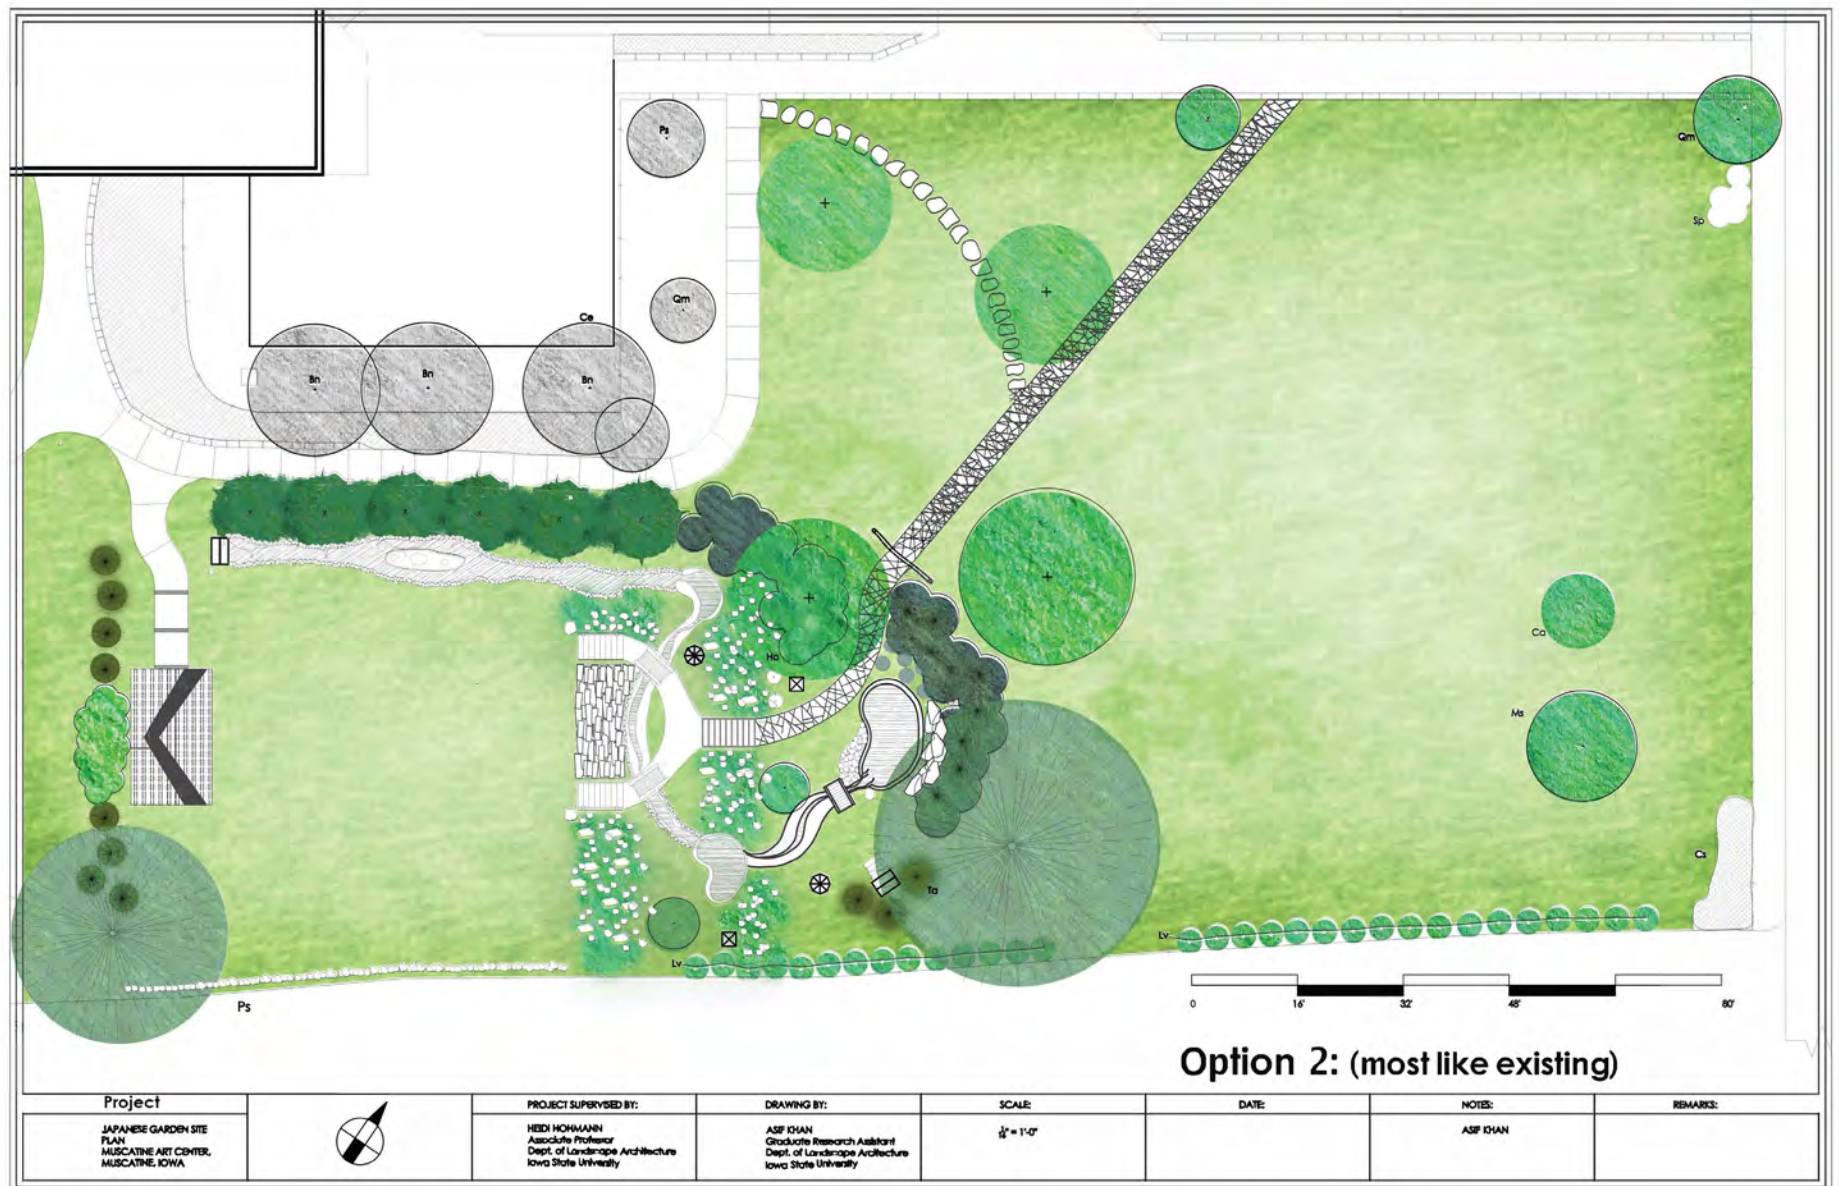 Ps
Qm
Qm
Sp
Ce
Bn
Bn
Bn
Ho
Ca
Ms
Cs
Ta
Lv
Lv
Ps
0 16' 32' 48' 80'
Option 2: (most like existing)
Project
JAPANESE GARDEN SITE
PLAN
MUSCATINE ART CENTER,
MUSCATINE, IOWA
PROJECT SUPERVISED BY:
HEIDI HOHMANN
Associate Professor
Dept. of Landscape Architecture
Iowa State University
DRAWING BY:
ASIF KHAN
Graduate Research Assistant
Dept. of Landscape Architecture
Iowa State University
SCALE:
= 1'-0"
DATE:
NOTES:
ASIF KHAN
REMARKS: